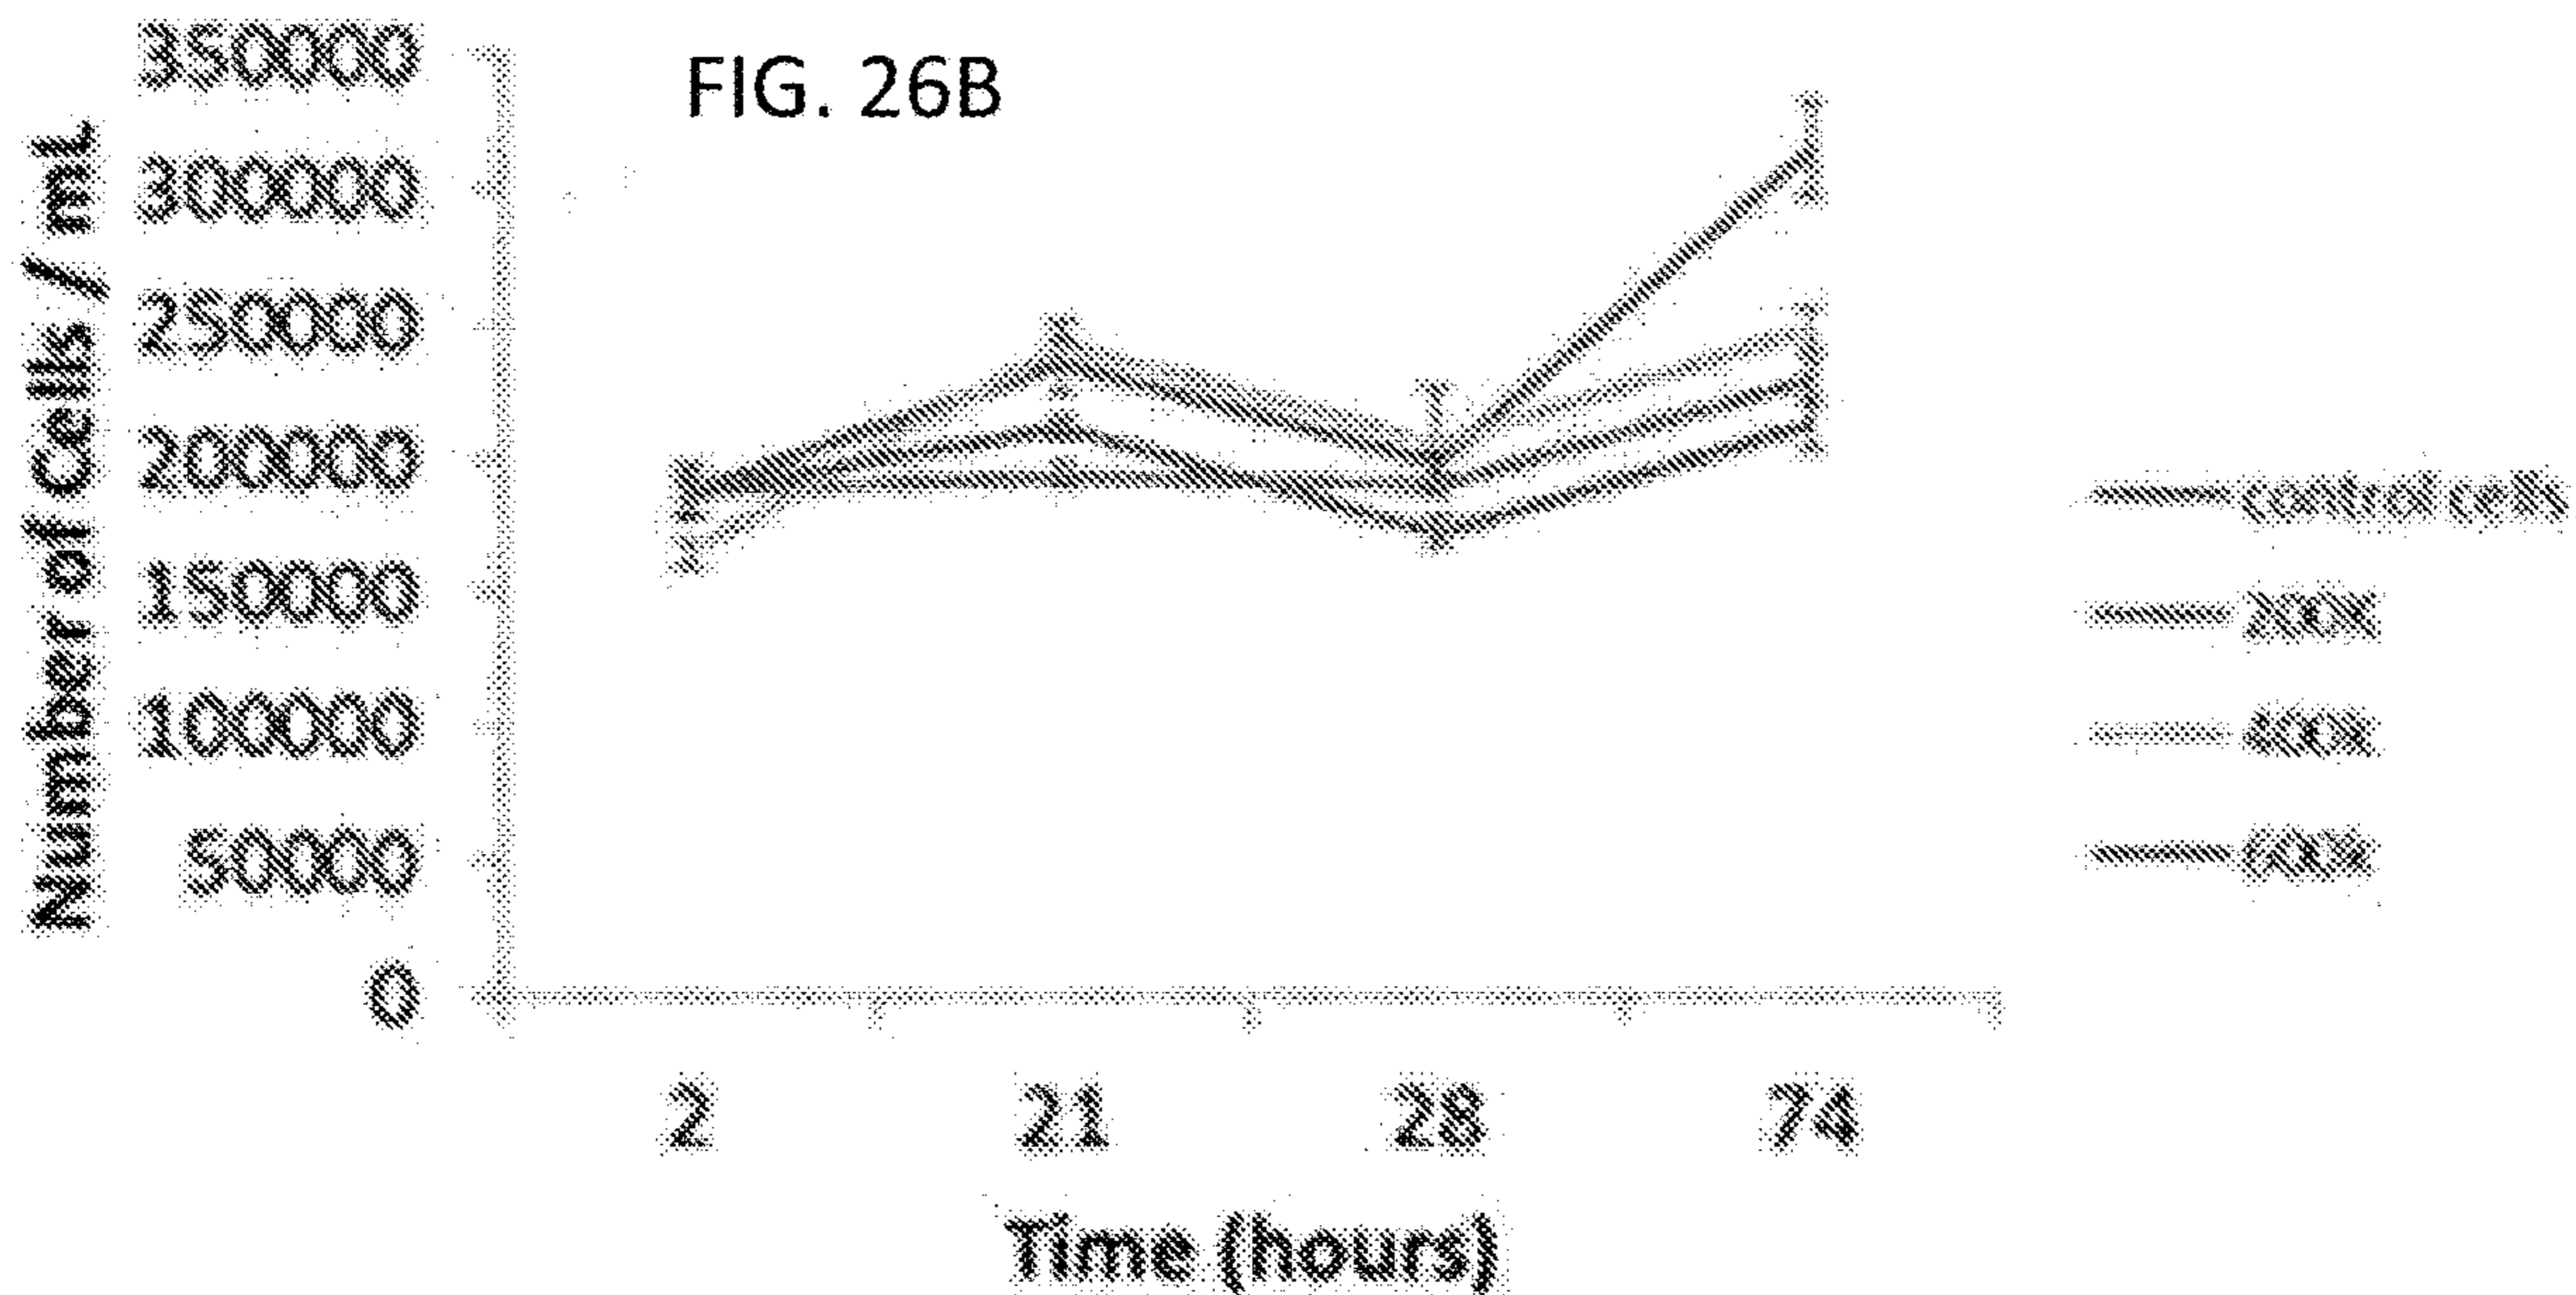 FIG. 26B
350000
300000
250000
200000
150000
100000
50000
0
Number of Cells / mL
2 21 28 74
Time (hours)
control cells